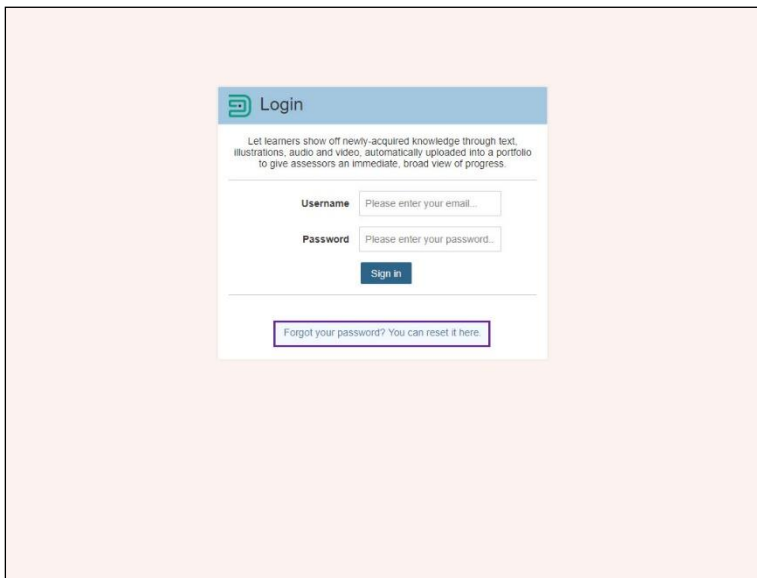 Login
Let learners show off newly-acquired knowledge through text,
illustrations, audio and video, automatically uploaded into a portfolio
to give assessors an immediate, broad view of progress.
Username Please enter your email...
Password Please enter your password..
Sign in
Forgot your password? You can reset it here.